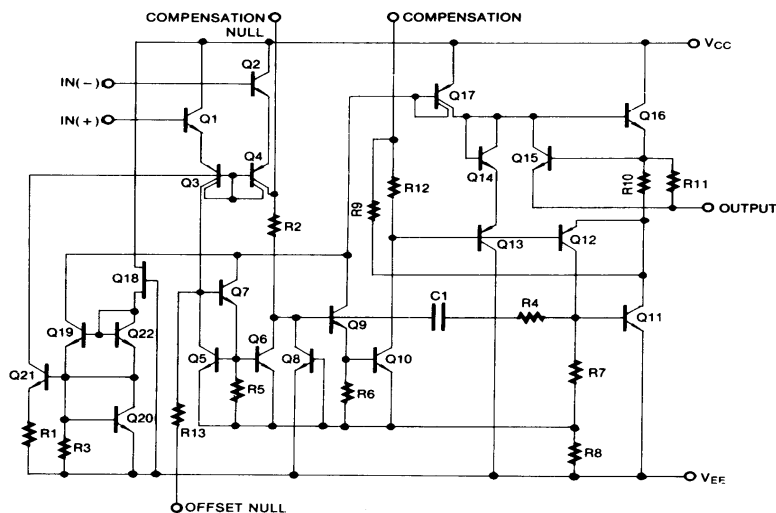 COMPENSATION
NULL
COMPENSATION
VCC
Q2
IN(-)
Q17
IN(+)
Q1
Q16
Q4
Q15
Q3
Q14
R10
R11
R12
R9
OUTPUT
R2
Q13
Q12
Q18
C1
R4
Q7
Q9
Q11
Q19
Q22
Q6
Q5
Q8
Q10
Q21
R7
R5
R6
Q20
R13
R1
R3
R8
VEE
OFFSET NULL